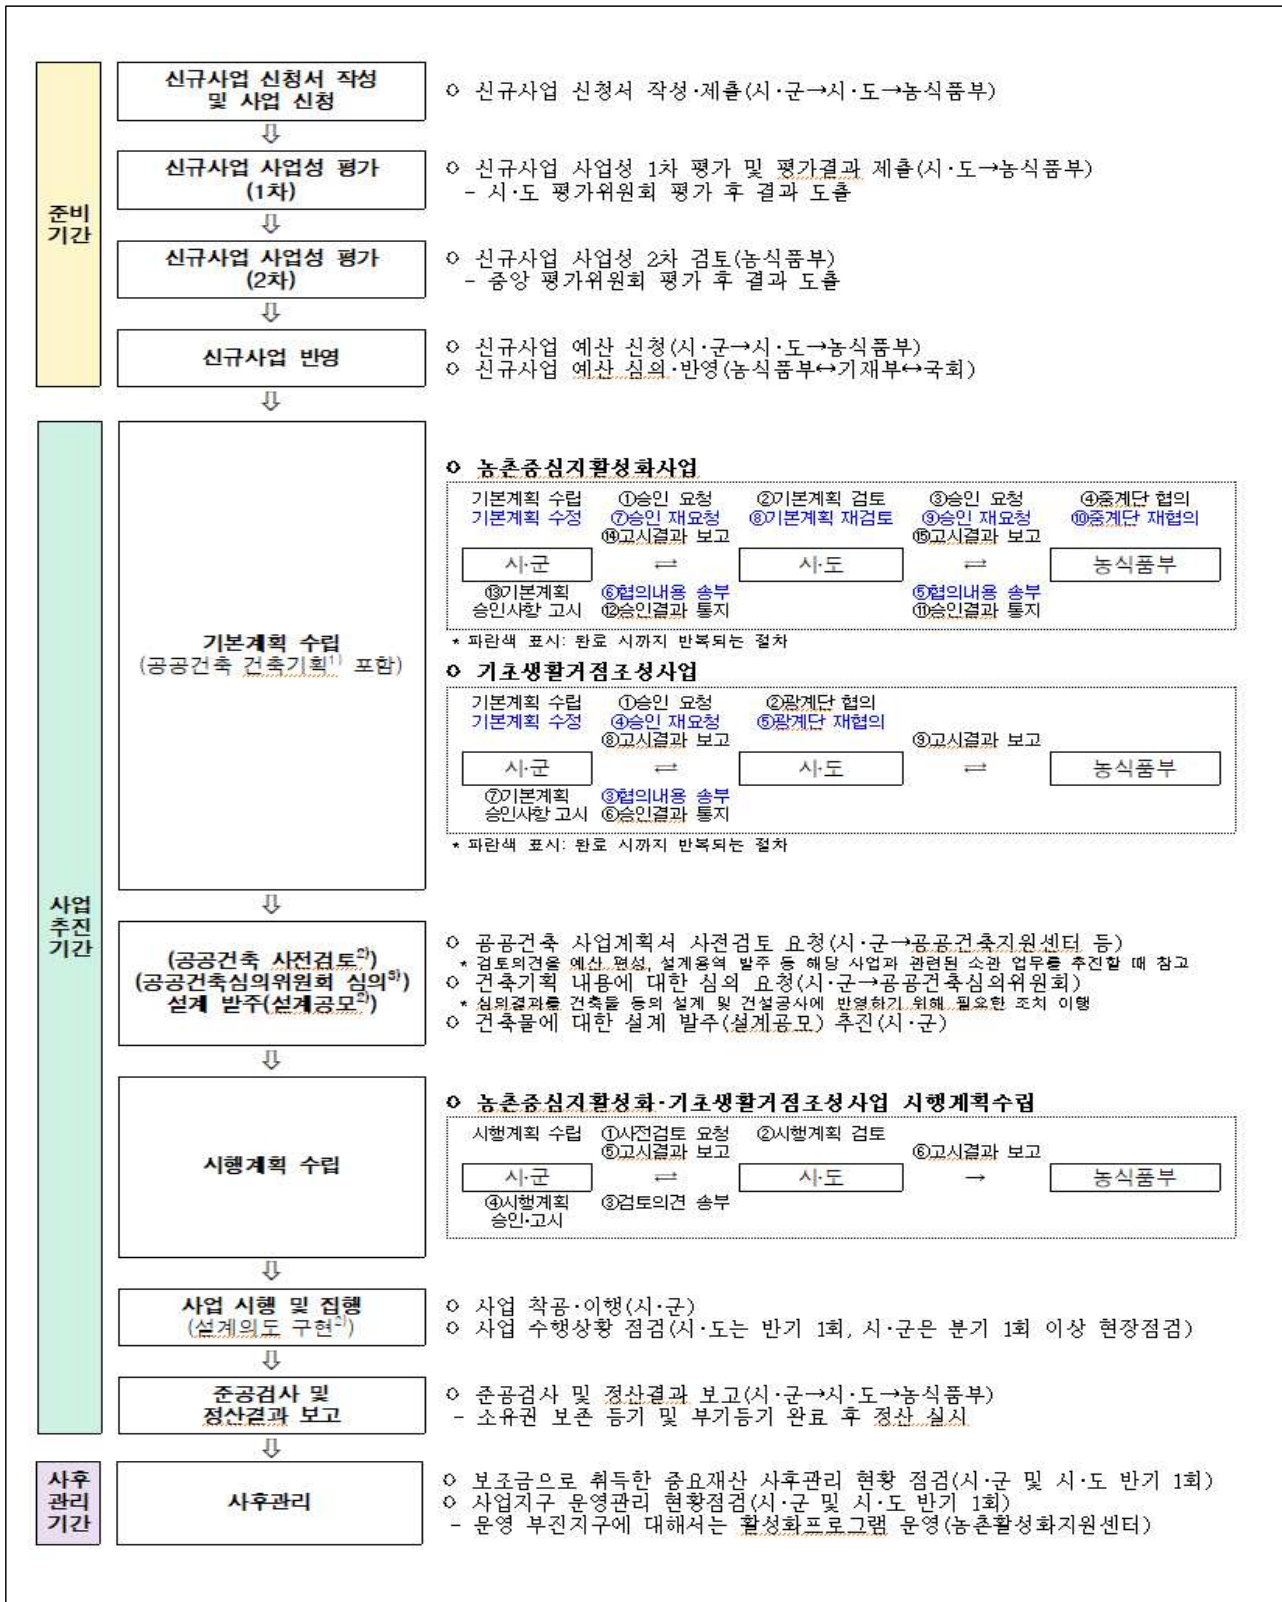 준비
기간
신규사업 신청서 작성
및 사업 신청
ㅇ 신규사업 신청서 작성·제출(시·군→시·도→농식품부)
⇩
신규사업 사업성 평가
(1차)
ㅇ 신규사업 사업성 1차 평가 및 평가결과 제출(시·도→농식품부)
- 시·도 평가위원회 평가 후 결과 도출
⇩
신규사업 사업성 평가
(2차)
ㅇ 신규사업 사업성 2차 검토(농식품부)
- 중앙 평가위원회 평가 후 결과 도출
⇩
신규사업 반영
ㅇ 신규사업 예산 신청(시·군→시·도→농식품부)
ㅇ 신규사업 예산 심의·반영(농식품부↔기재부↔국회)
⇩
사업
추진
기간
기본계획 수립
(공공건축 건축기획1) 포함)
ㅇ 농촌중심지활성화사업
기본계획 수립 ①승인 요청 ②기본계획 검토 ③승인 요청 ④중계단 협의
기본계획 수정 ⑦승인 재요청 ⑧기본계획 재검토 ⑨승인 재요청 ⑩중계단 재협의
⑭고시결과 보고 ⑮고시결과 보고
시·군 ⇄ 시·도 ⇄ 농식품부
⑬기본계획 ⑥협의내용 송부 ⑤협의내용 송부
승인사항 고시 ⑫승인결과 통지 ⑪승인결과 통지
* 파란색 표시: 완료 시까지 반복되는 절차
ㅇ 기초생활거점조성사업
기본계획 수립 ①승인 요청 ②광계단 협의
기본계획 수정 ④승인 재요청 ⑤광계단 재협의
⑧고시결과 보고 ⑨고시결과 보고
시·군 ⇄ 시·도 ⇄ 농식품부
⑦기본계획 ③협의내용 송부
승인사항 고시 ⑥승인결과 통지
* 파란색 표시: 완료 시까지 반복되는 절차
⇩
(공공건축 사전검토2))
(공공건축심의위원회 심의3))
설계 발주(설계공모2))
ㅇ 공공건축 사업계획서 사전검토 요청(시·군→공공건축지원센터 등)
* 검토의견을 예산 편성, 설계용역 발주 등 해당 사업과 관련된 소관 업무를 추진할 때 참고
ㅇ 건축기획 내용에 대한 심의 요청(시·군→공공건축심의위원회)
* 심의결과를 건축물 등의 설계 및 건설공사에 반영하기 위해 필요한 조치 이행
ㅇ 건축물에 대한 설계 발주(설계공모) 추진(시·군)
⇩
시행계획 수립
ㅇ 농촌중심지활성화·기초생활거점조성사업 시행계획수립
시행계획 수립 ①사전검토 요청 ②시행계획 검토
⑤고시결과 보고 ⑥고시결과 보고
시·군 ⇄ 시·도 → 농식품부
④시행계획 ③검토의견 송부
승인·고시
⇩
사업 시행 및 집행
(설계의도 구현2))
ㅇ 사업 착공·이행(시·군)
ㅇ 사업 수행상황 점검(시·도는 반기 1회, 시·군은 분기 1회 이상 현장점검)
⇩
준공검사 및
정산결과 보고
ㅇ 준공검사 및 정산결과 보고(시·군→시·도→농식품부)
- 소유권 보존 등기 및 부기등기 완료 후 정산 실시
⇩
사후
관리
기간
사후관리
ㅇ 보조금으로 취득한 중요재산 사후관리 현황 점검(시·군 및 시·도 반기 1회)
ㅇ 사업지구 운영관리 현황점검(시·군 및 시·도 반기 1회)
- 운영 부진지구에 대해서는 활성화프로그램 운영(농촌활성화지원센터)